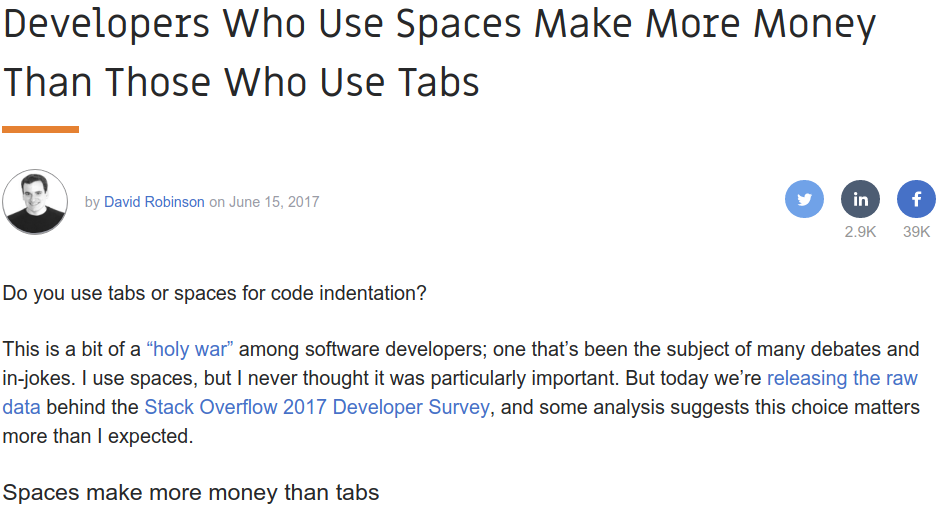 Developers Who Use Spaces Make More Money
Than Those Who Use Tabs
by David Robinson on June 15, 2017
in
f
2.9K
39K
Do you use tabs or spaces for code indentation?
This is a bit of a “holy war” among software developers; one that’s been the subject of many debates and
in-jokes. I use spaces, but I never thought it was particularly important. But today we’re releasing the raw
data behind the Stack Overflow 2017 Developer Survey, and some analysis suggests this choice matters
more than I expected.
Spaces make more money than tabs